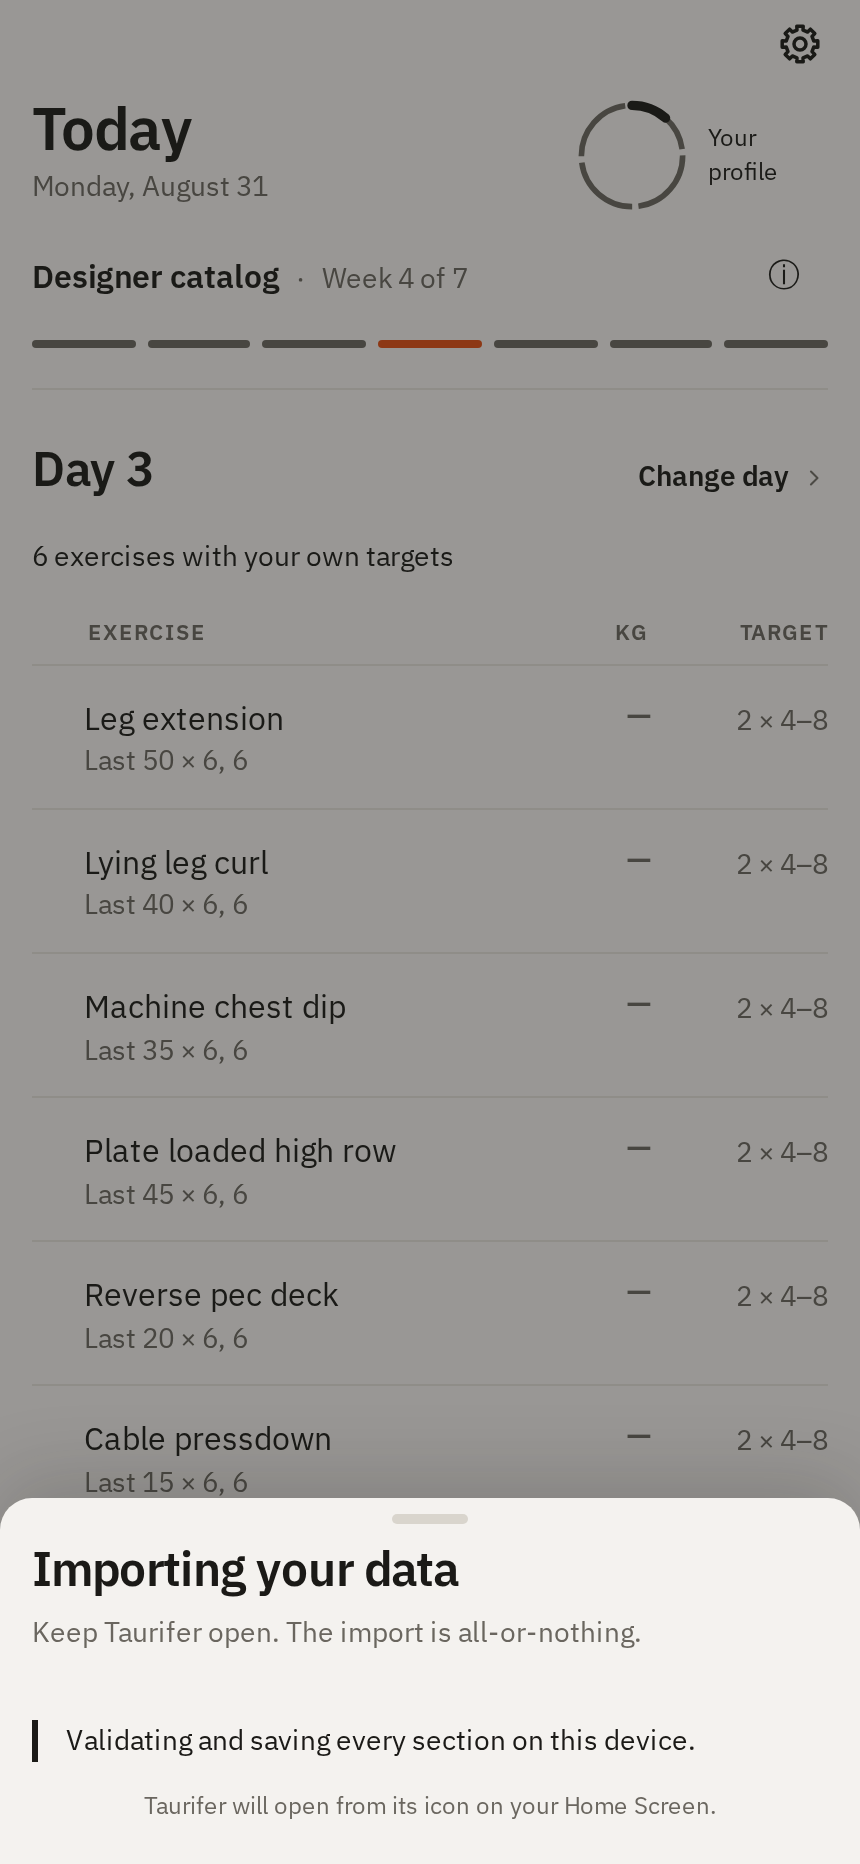 Today
Monday, August 31
Your
profile
Designer catalog · Week 4 of 7
Day 3
Change day
6 exercises with your own targets
EXERCISE KG TARGET
Leg extension – 2 × 4–8
Last 50 × 6, 6
Lying leg curl – 2 × 4–8
Last 40 × 6, 6
Machine chest dip – 2 × 4–8
Last 35 × 6, 6
Plate loaded high row – 2 × 4–8
Last 45 × 6, 6
Reverse pec deck – 2 × 4–8
Last 20 × 6, 6
Cable pressdown – 2 × 4–8
Last 15 × 6, 6
Importing your data
Keep Taurifer open. The import is all-or-nothing.
Validating and saving every section on this device.
Taurifer will open from its icon on your Home Screen.